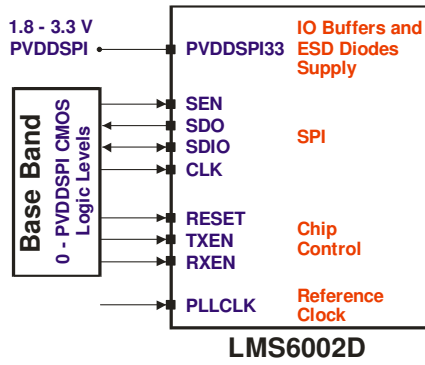 1.8 - 3.3 V
PVDDSPI
PVDDSPI33
IO Buffers and
ESD Diodes
Supply
Base Band
0 - PVDDSPI CMOS
Logic Levels
SEN
SDO
SDIO
CLK
SPI
RESET
TXEN
RXEN
Chip
Control
PLLCLK
Reference
Clock
LMS6002D